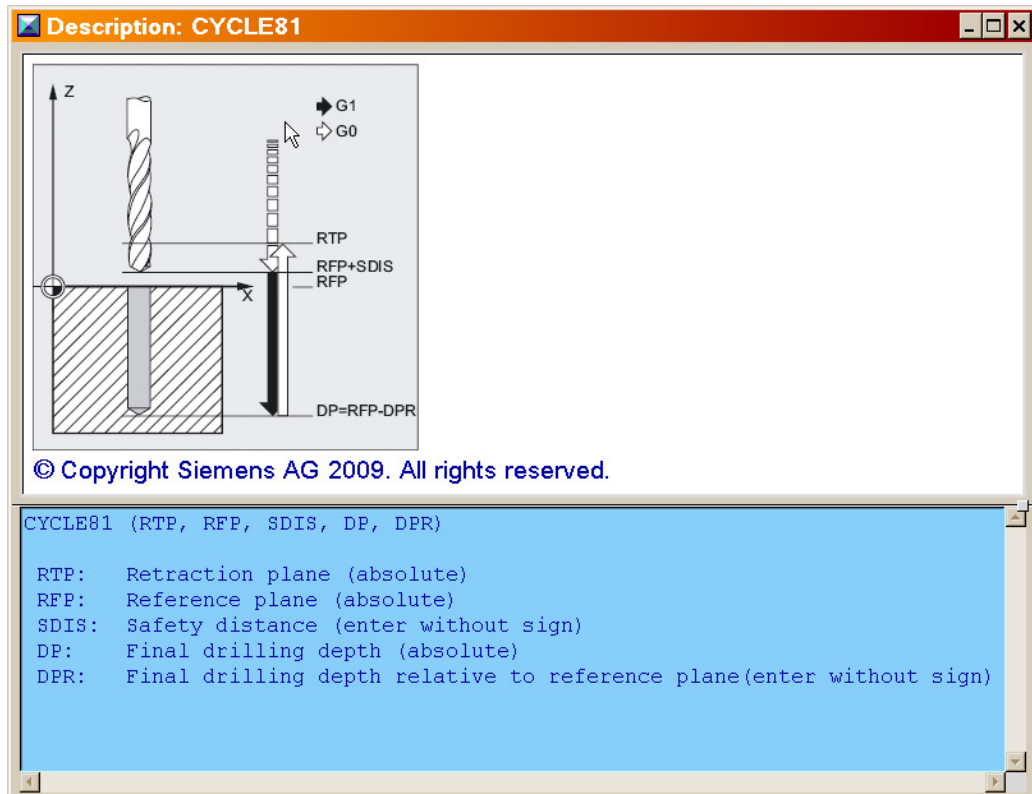 Description: CYCLE81
Z
G1
G0
RTP
RFP+SDIS
RFP
X
DP=RFP-DPR
© Copyright Siemens AG 2009. All rights reserved.
CYCLE81 (RTP, RFP, SDIS, DP, DPR)
RTP: Retraction plane (absolute)
RFP: Reference plane (absolute)
SDIS: Safety distance (enter without sign)
DP: Final drilling depth (absolute)
DPR: Final drilling depth relative to reference plane(enter without sign)